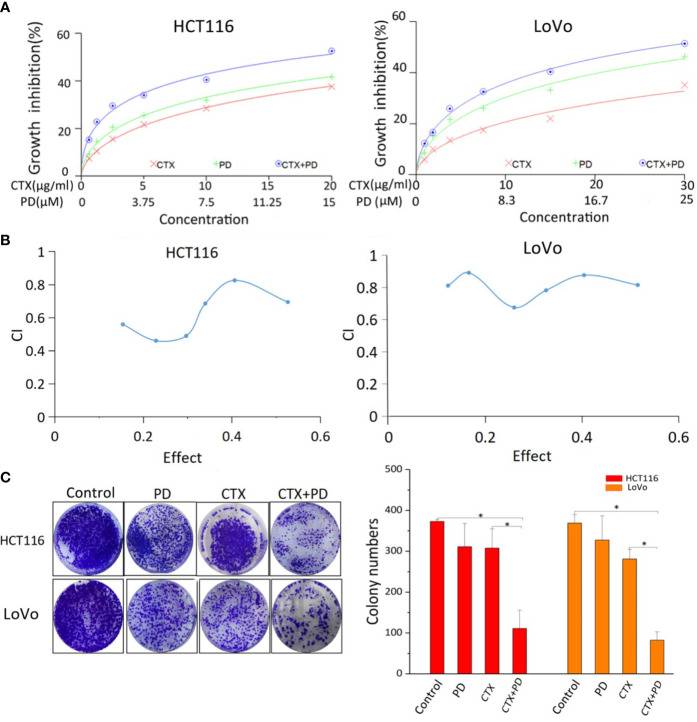 A
HCT116
Growth inhibition(%)
60
40
20
0
CTX PD CTX+PD
CTX(μg/ml) 0 5 10 15 20
PD(μM) 0 3.75 7.5 11.25 15
Concentration
LoVo
Growth inhibition (%)
60
40
20
0
CTX PD CTX+PD
CTX(μg/ml) 0 10 20 30
PD (μM) 0 8.3 16.7 25
Concentration
B
HCT116
CI
1
0.8
0.6
0.4
0.2
0
0 0.2 0.4 0.6
Effect
LoVo
CI
1
0.8
0.6
0.4
0.2
0
0 0.2 0.4 0.6
Effect
C
Control PD CTX CTX+PD
HCT116
LoVo
Colony numbers
500
400
300
200
100
0
HCT116
LoVo
* * * *
Control PD CTX CTX+PD Control PD CTX CTX+PD